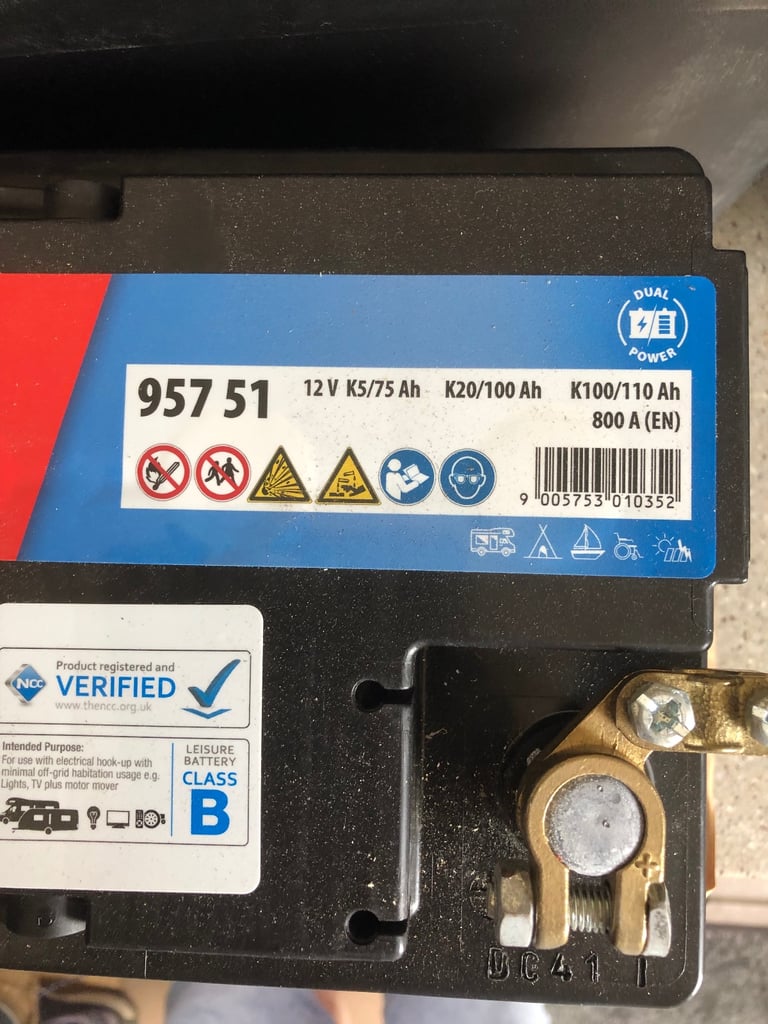 DUAL
POWER
957 51
12 V K5/75 Ah K20/100 Ah K100/110 Ah
800 A (EN)
9 005753 010352
NCC
Product registered and
VERIFIED
www.thencc.org.uk
Intended Purpose:
For use with electrical hook-up with
minimal off-grid habitation usage e.g.
Lights, TV plus motor mover
LEISURE
BATTERY
CLASS
B
+
DC41 I